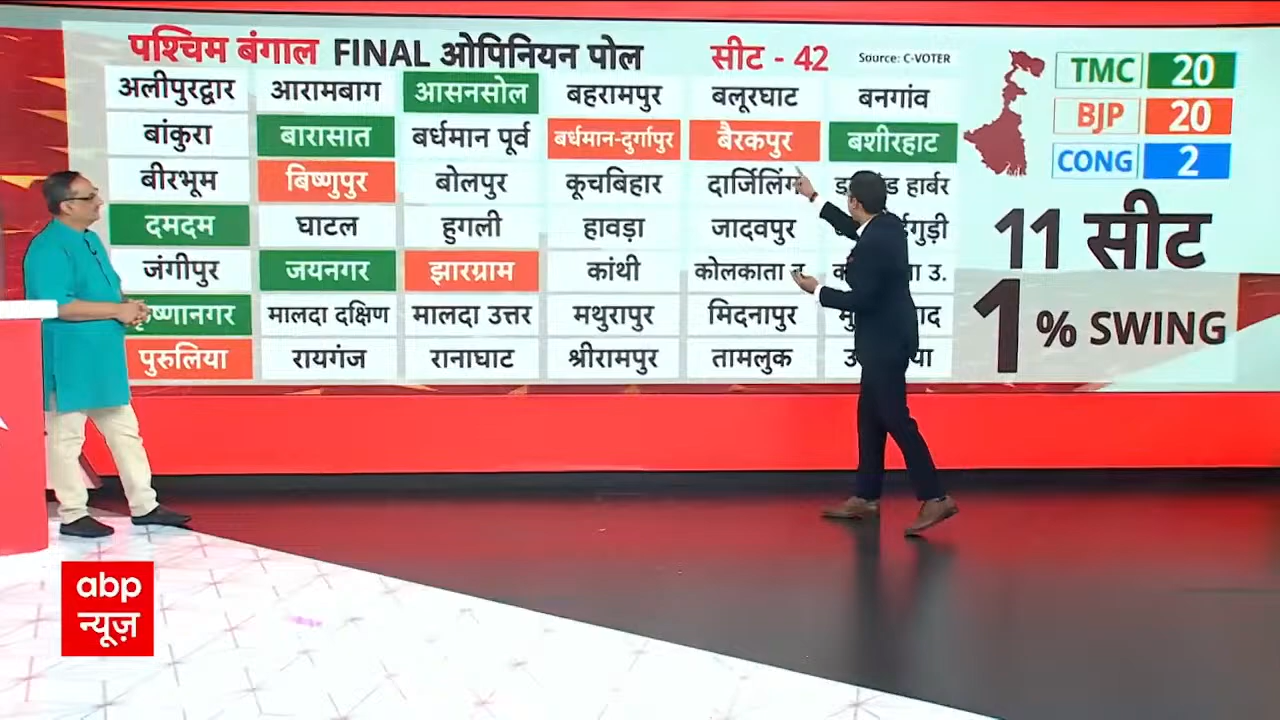 पश्चिम बंगाल FINAL ओपिनियन पोल सीट - 42 Source: C-VOTER
अलीपुरद्वार आरामबाग आसनसोल बहरामपुर बलूरघाट बनगांव
बांकुरा बारासात बर्धमान पूर्व बर्धमान-दुर्गापुर बैरकपुर बशीरहाट
बीरभूम बिष्णुपुर बोलपुर कूचबिहार दार्जिलिंग हार्बर
दमदम घाटल हुगली हावड़ा जादवपुर
जंगीपुर जयनगर झारग्राम कांथी कोलकाता उ.
मालदा दक्षिण मालदा उत्तर मथुरापुर मिदनापुर
पुरुलिया रायगंज रानाघाट श्रीरामपुर तामलुक
TMC 20
BJP 20
CONG 2
11 सीट
1 % SWING
abp
न्यूज़